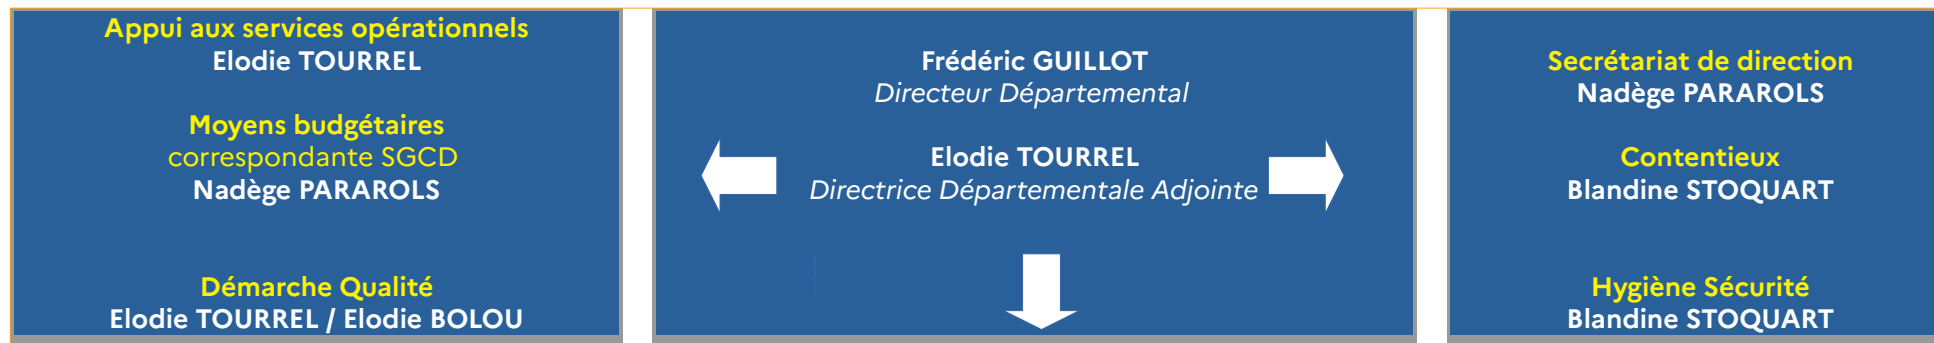 Appui aux services opérationnels
Elodie TOURREL
Moyens budgétaires
correspondante SGCD
Nadège PARAROLS
Démarche Qualité
Elodie TOURREL / Elodie BOLOU
Frédéric GUILLOT
Directeur Départemental
Elodie TOURREL
Directrice Départementale Adjointe
Secrétariat de direction
Nadège PARAROLS
Contentieux
Blandine STOQUART
Hygiène Sécurité
Blandine STOQUART